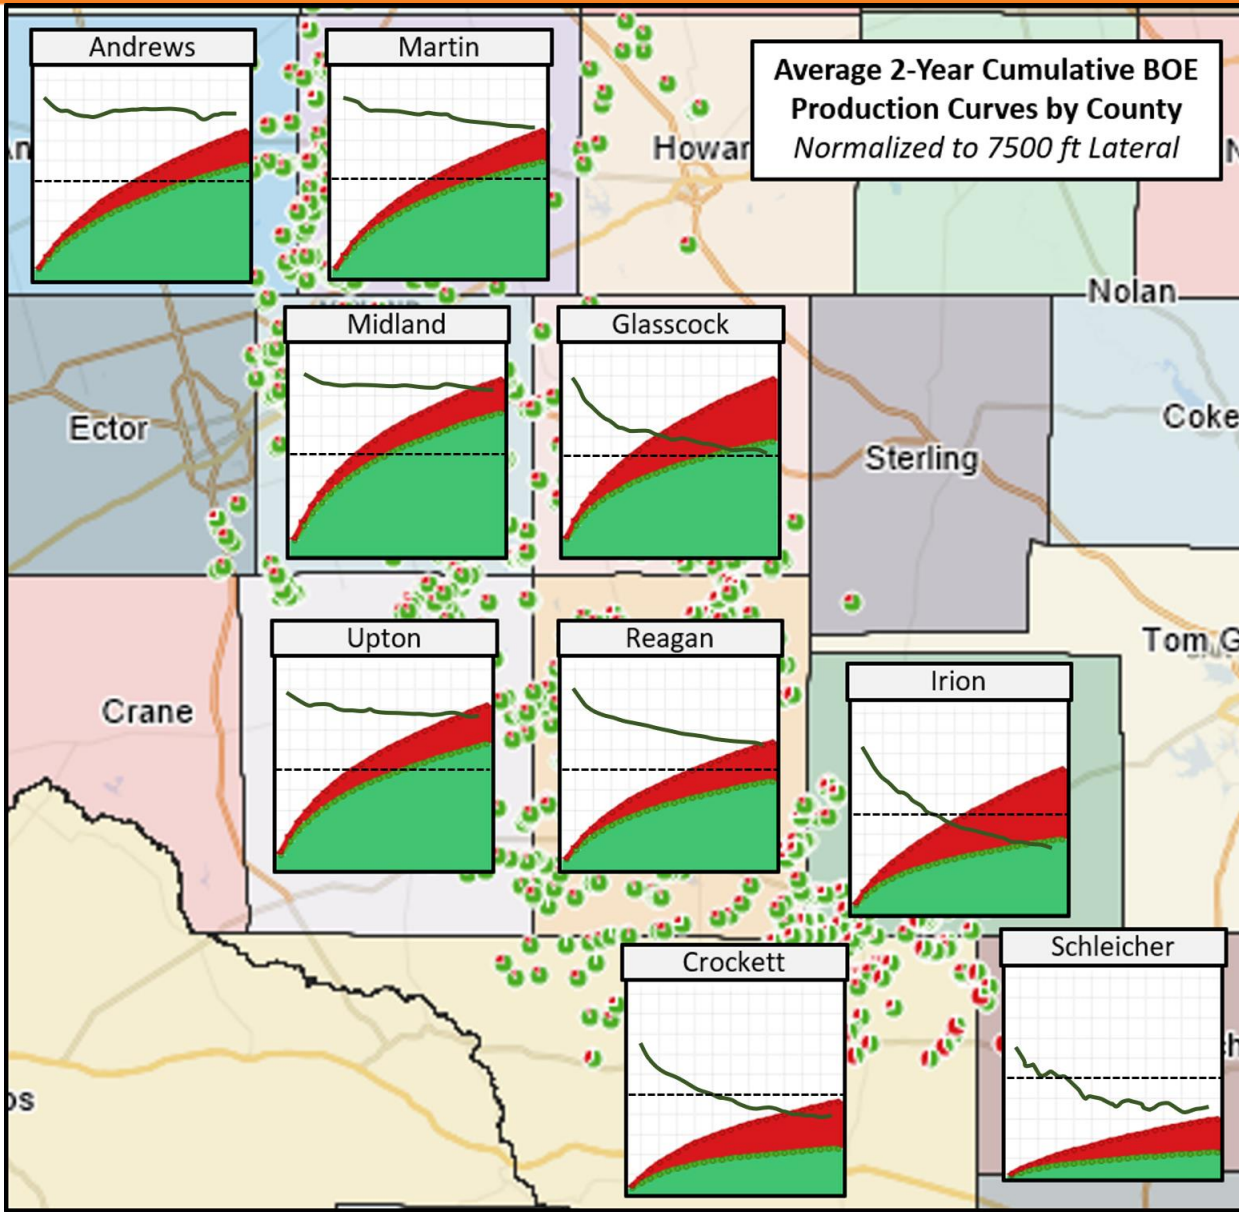 Andrews
Martin
Average 2-Year Cumulative BOE
Production Curves by County
Normalized to 7500 ft Lateral
Howar
Nolan
Midland
Glasscock
Ector
Coke
Sterling
Upton
Reagan
Tom G
Irion
Crane
Crockett
Schleicher
os